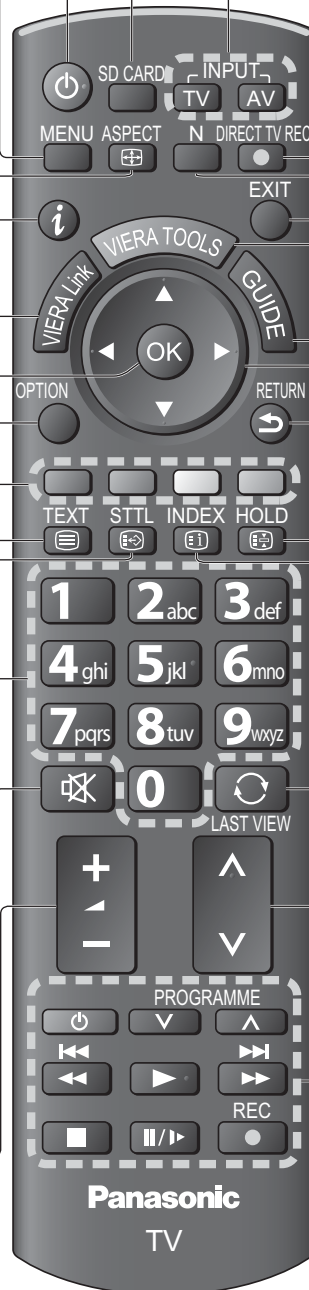 SD CARD
INPUT
TV AV
MENU ASPECT N DIRECT TV REC
EXIT
i
VIERA TOOLS
VIERA Link
GUIDE
OK
OPTION
RETURN
TEXT STTL INDEX HOLD
1 2abc 3def
4ghi 5jkl 6mno
7pqrs 8tuv 9wxyz
0
LAST VIEW
+
−
PROGRAMME
REC
Panasonic
TV